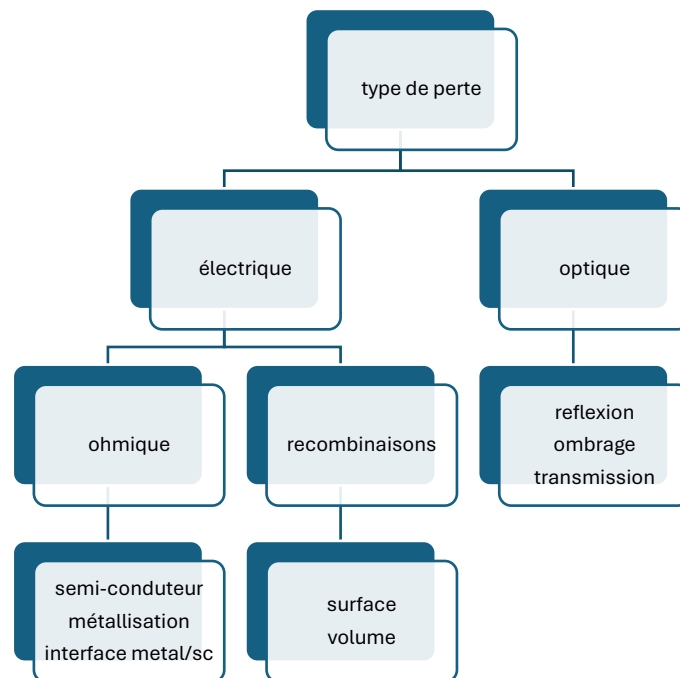 type de perte
électrique
optique
ohmique
recombinaisons
reflexion
ombrage
transmission
semi-conduteur
métallisation
interface metal/sc
surface
volume